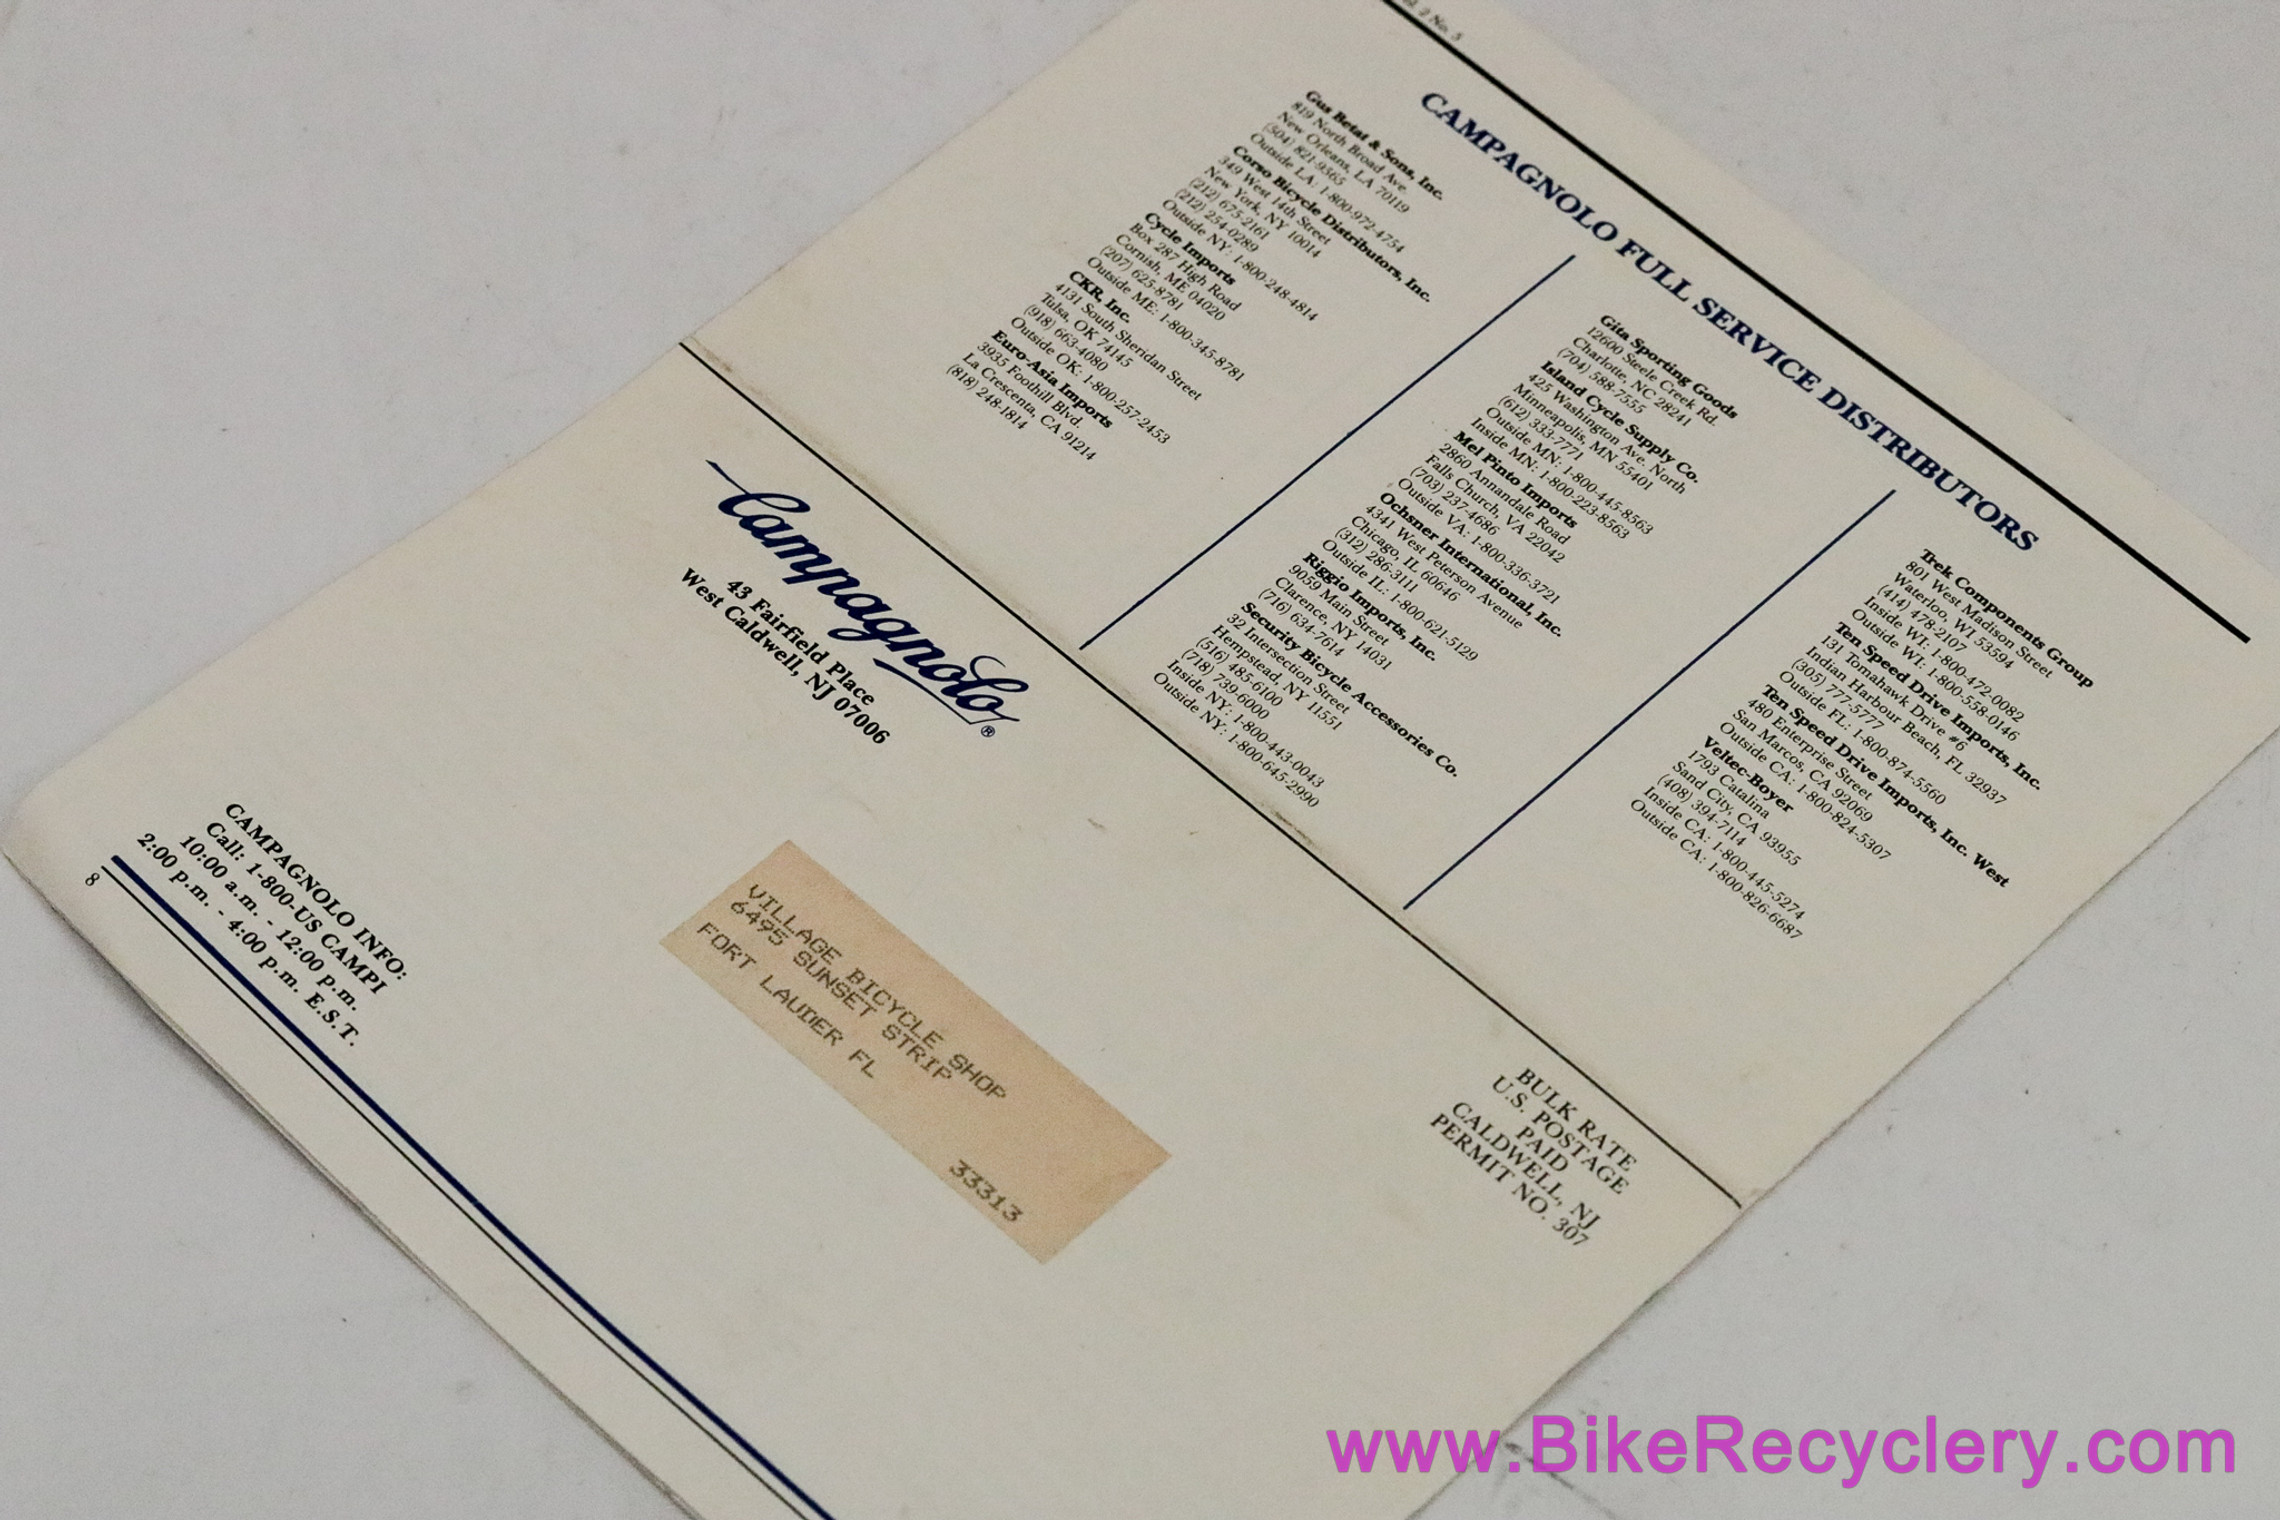 2 No. 5
CAMPAGNOLO FULL SERVICE DISTRIBUTORS
Gus Betat & Sons, Inc.
819 North Broad Ave.
New Orleans, LA 70119
(504) 821-9365
Outside LA: 1-800-972-4754
Corso Bicycle Distributors, Inc.
349 West 14th Street
New York, NY 10014
(212) 675-2161
(212) 254-0289
Outside NY: 1-800-248-4814
Cycle Imports
Box 287 High Road
Cornish, ME 04020
(207) 625-8781
Outside ME: 1-800-345-8781
CKR, Inc.
4131 South Sheridan Street
Tulsa, OK 74145
(918) 663-4080
Outside OK: 1-800-257-2453
Euro-Asia Imports
3935 Foothill Blvd.
La Crescenta, CA 91214
(818) 248-1814
Gita Sporting Goods
12600 Steele Creek Rd.
Charlotte, NC 28241
(704) 588-7555
Island Cycle Supply Co.
425 Washington Ave. North
Minneapolis, MN 55401
(612) 333-7771
Outside MN: 1-800-445-8563
Inside MN: 1-800-223-8563
Mel Pinto Imports
2860 Annandale Road
Falls Church, VA 22042
(703) 237-4686
Outside VA: 1-800-336-3721
Ochsner International, Inc.
4341 West Peterson Avenue
Chicago, IL 60646
(312) 286-3111
Outside IL: 1-800-621-5129
Riggio Imports, Inc.
9059 Main Street
Clarence, NY 14031
(716) 634-7614
Security Bicycle Accessories Co.
32 Intersection Street
Hempstead, NY 11551
(516) 485-6100
(718) 739-6000
Inside NY: 1-800-443-0043
Outside NY: 1-800-645-2990
Trek Components Group
801 West Madison Street
Waterloo, WI 53594
(414) 478-2107
Inside WI: 1-800-472-0082
Outside WI: 1-800-558-0146
Ten Speed Drive Imports, Inc.
131 Tomahawk Drive #6
Indian Harbour Beach, FL 32937
(305) 777-5777
Outside FL: 1-800-874-5560
Ten Speed Drive Imports, Inc. West
480 Enterprise Street
San Marcos, CA 92069
Outside CA: 1-800-824-5307
Veltec-Boyer
1793 Catalina
Sand City, CA 93955
(408) 394-7114
Inside CA: 1-800-445-5274
Outside CA: 1-800-826-6687
Campagnolo®
43 Fairfield Place
West Caldwell, NJ 07006
BULK RATE
U.S. POSTAGE
PAID
CALDWELL, NJ
PERMIT NO. 307
VILLAGE BICYCLE SHOP
6495 SUNSET STRIP
FORT LAUDER FL
33313
CAMPAGNOLO INFO:
Call: 1-800-US CAMPI
10:00 a.m. - 12:00 p.m.
2:00 p.m. - 4:00 p.m. E.S.T.
8
www.BikeRecyclery.com